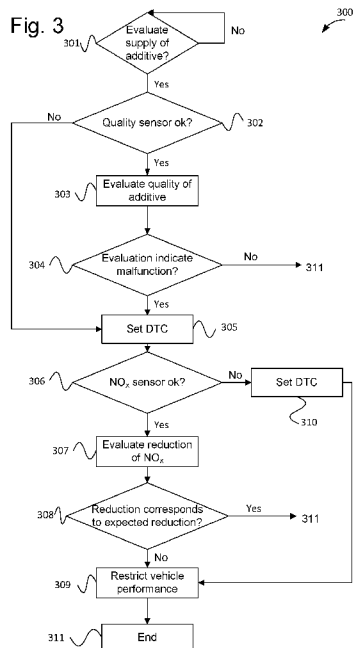 Fig. 3
300
301
Evaluate
supply of
additive?
No
Yes
No
Quality sensor ok?
302
Yes
303
Evaluate quality of
additive
304
Evaluation indicate
malfunction?
No
311
Yes
Set DTC
305
306
NOx sensor ok?
No
Set DTC
310
Yes
307
Evaluate reduction
of NOx
308
Reduction corresponds
to expected reduction?
Yes
311
No
309
Restrict vehicle
performance
311
End